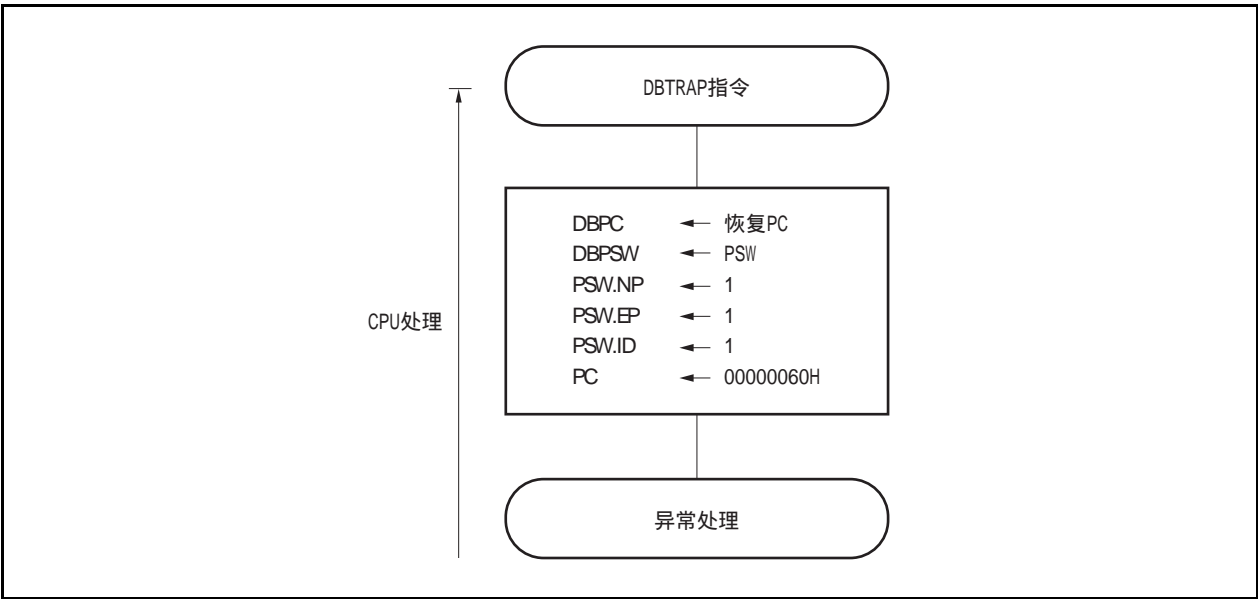 DBTRAP指令
DBPC ← 恢复PC
DBPSW ← PSW
PSW.NP ← 1
PSW.EP ← 1
PSW.ID ← 1
PC ← 00000060H
CPU处理
异常处理